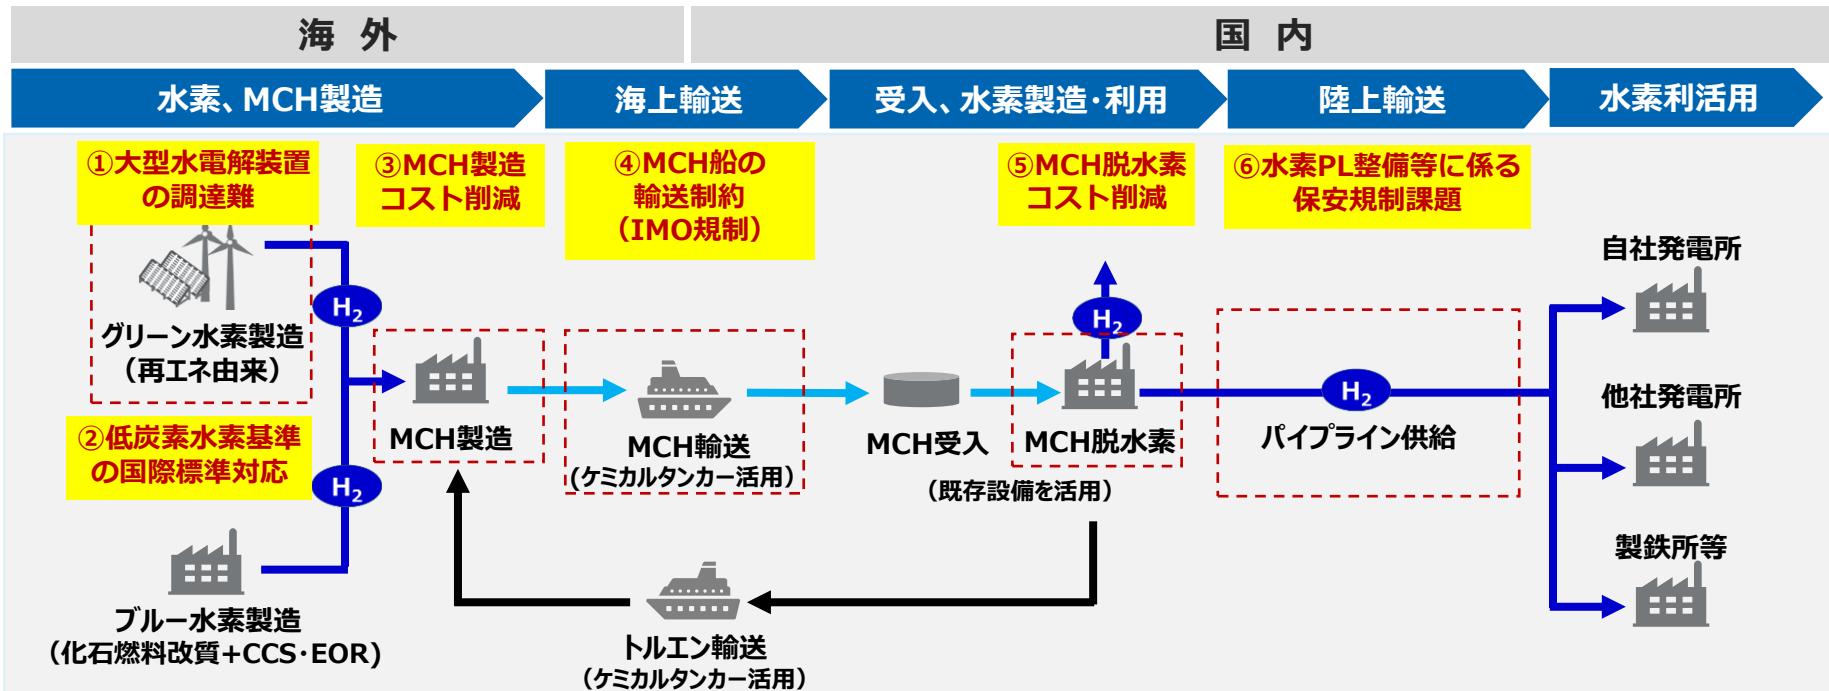 海 外
国 内
水素、MCH製造
海上輸送
受入、水素製造・利用
陸上輸送
水素利活用
①大型水電解装置
の調達難
③MCH製造
コスト削減
④MCH船の
輸送制約
（IMO規制）
⑤MCH脱水素
コスト削減
⑥水素PL整備等に係る
保安規制課題
H2
グリーン水素製造
（再エネ由来）
②低炭素水素基準
の国際標準対応
H2
ブルー水素製造
（化石燃料改質+CCS・EOR)
MCH製造
MCH輸送
（ケミカルタンカー活用）
トルエン輸送
（ケミカルタンカー活用）
MCH受入
H2
MCH脱水素
（既存設備を活用）
H2
パイプライン供給
自社発電所
他社発電所
製鉄所等